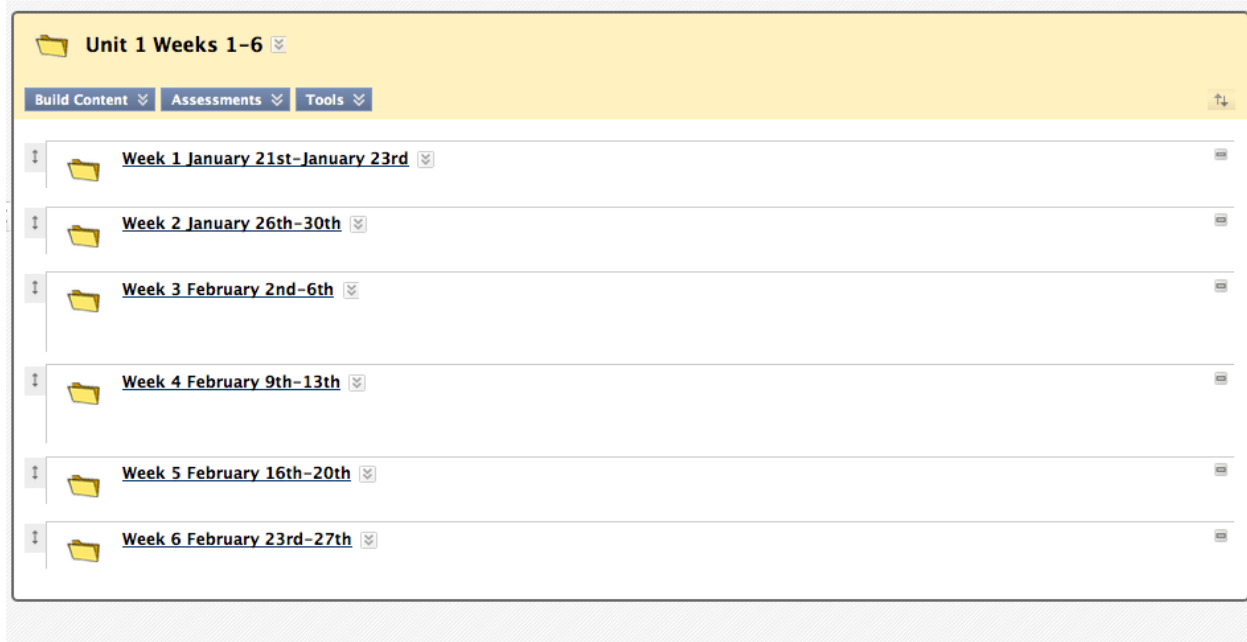 Unit 1 Weeks 1-6
Build Content Assessments Tools
Week 1 January 21st-January 23rd
Week 2 January 26th-30th
Week 3 February 2nd-6th
Week 4 February 9th-13th
Week 5 February 16th-20th
Week 6 February 23rd-27th